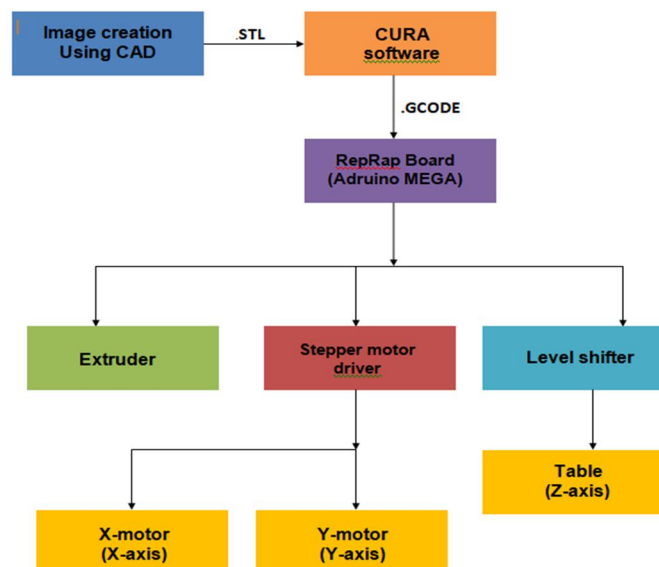 Image creation
Using CAD
.STL
CURA
software
.GCODE
RepRap Board
(Adruino MEGA)
Extruder
Stepper motor
driver
Level shifter
Table
(Z-axis)
X-motor
(X-axis)
Y-motor
(Y-axis)